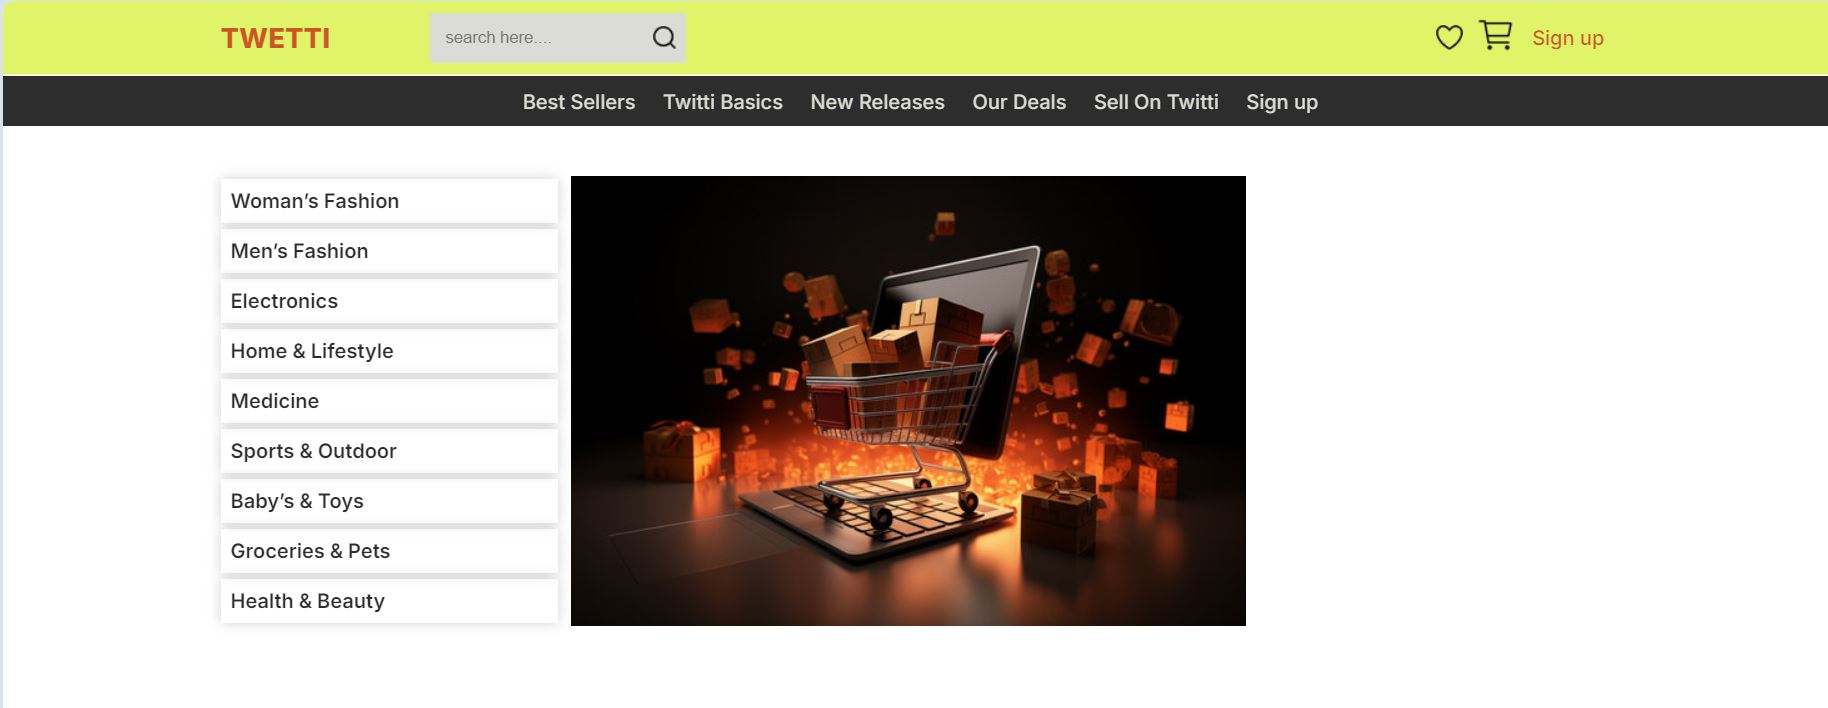 TWETTI
search here....
Sign up
Best Sellers Twitti Basics New Releases Our Deals Sell On Twitti Sign up
Woman’s Fashion
Men’s Fashion
Electronics
Home & Lifestyle
Medicine
Sports & Outdoor
Baby’s & Toys
Groceries & Pets
Health & Beauty